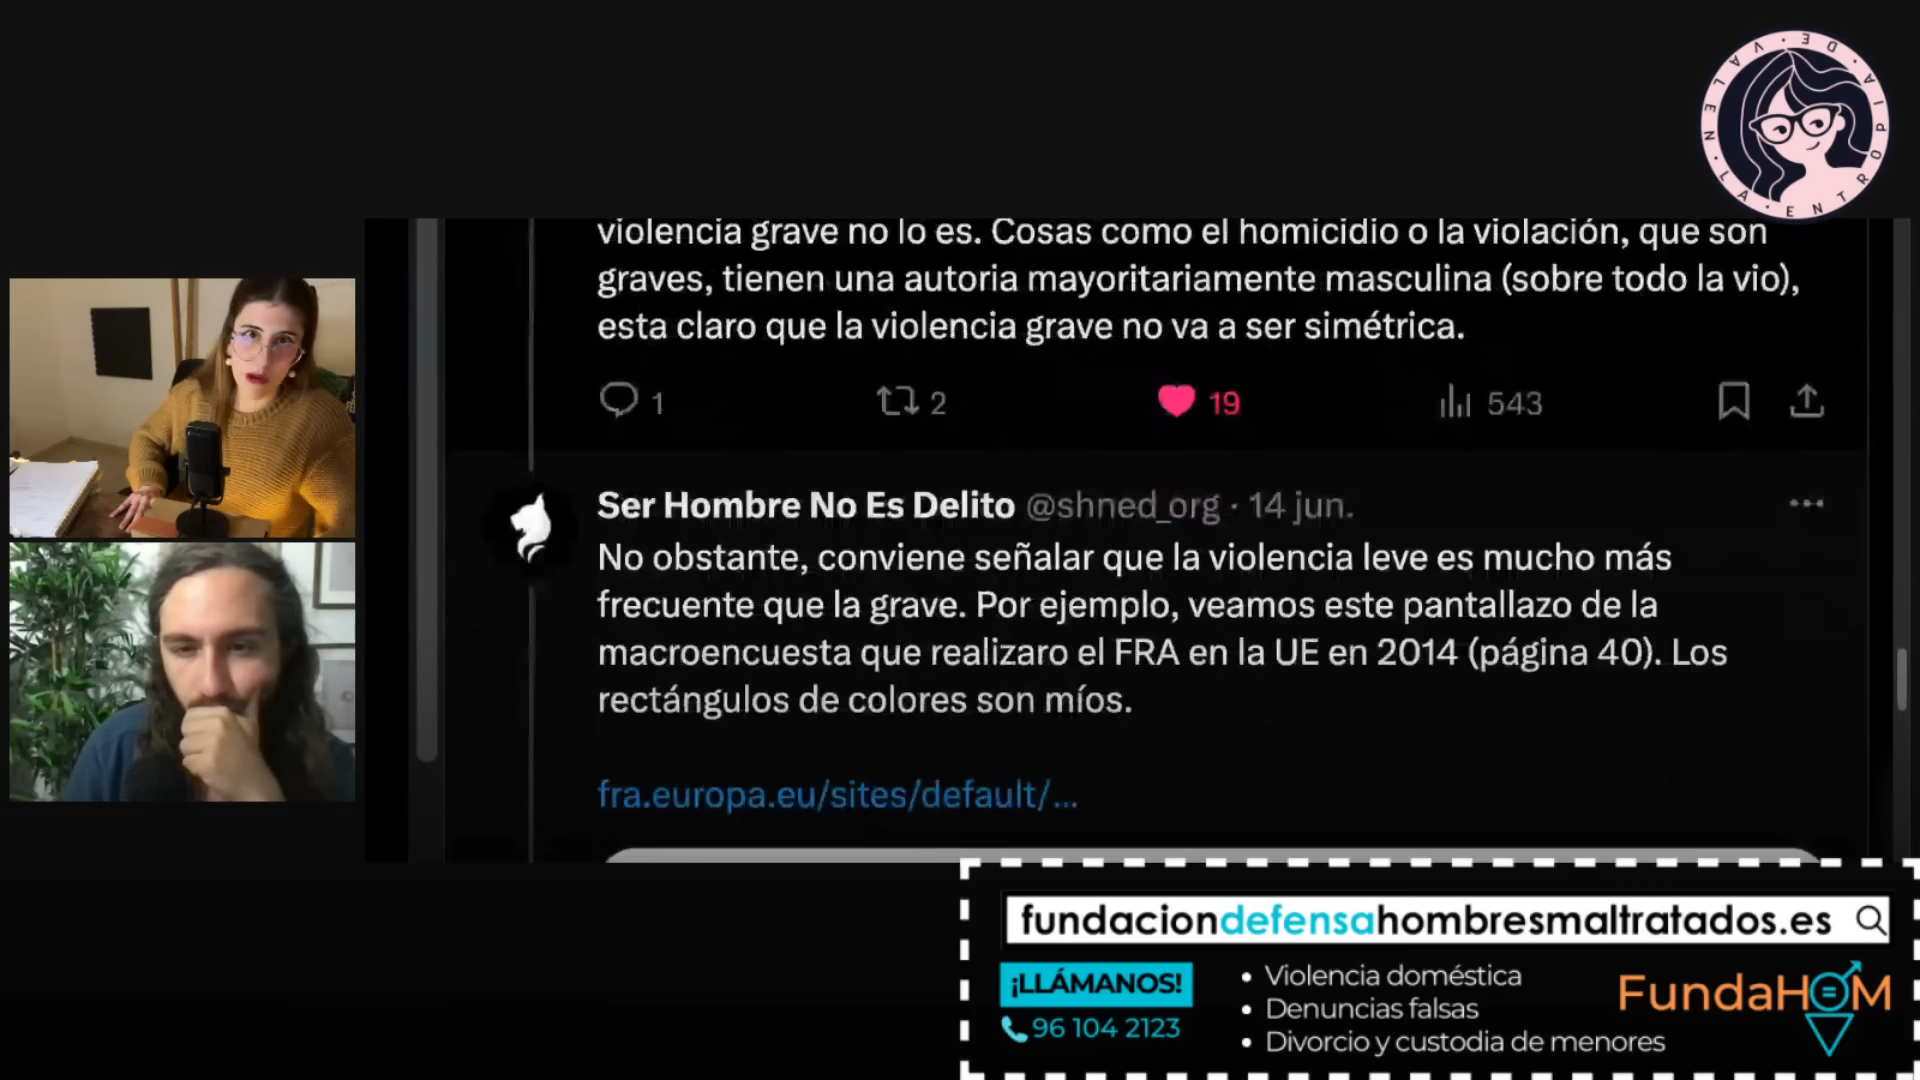 LA ENTROPIA DE VALEN
violencia grave no lo es. Cosas como el homicidio o la violación, que son
graves, tienen una autoria mayoritariamente masculina (sobre todo la vio),
esta claro que la violencia grave no va a ser simétrica.
1 2 19 543
Ser Hombre No Es Delito @shned_org · 14 jun.
No obstante, conviene señalar que la violencia leve es mucho más
frecuente que la grave. Por ejemplo, veamos este pantallazo de la
macroencuesta que realizaro el FRA en la UE en 2014 (página 40). Los
rectángulos de colores son míos.
fra.europa.eu/sites/default/...
fundaciondefensahombresmaltratados.es
¡LLÁMANOS!
96 104 2123
• Violencia doméstica
• Denuncias falsas
• Divorcio y custodia de menores
FundaHOM